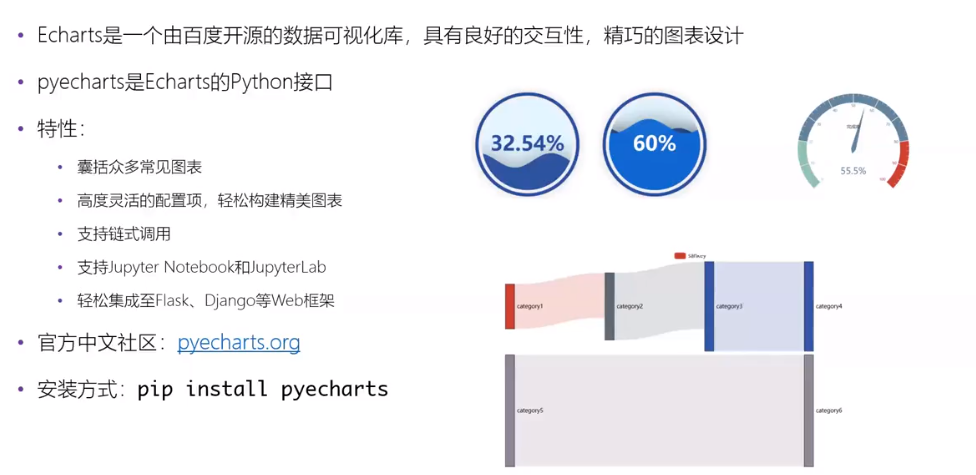 • Echarts是一个由百度开源的数据可视化库，具有良好的交互性，精巧的图表设计
• pyecharts是Echarts的Python接口
• 特性：
• 囊括众多常见图表
• 高度灵活的配置项，轻松构建精美图表
• 支持链式调用
• 支持Jupyter Notebook和JupyterLab
• 轻松集成至Flask、Django等Web框架
• 官方中文社区：pyecharts.org
• 安装方式：pip install pyecharts
32.54%
60%
完成率
55.5%
sankey
category1
category2
category3
category4
category5
category6